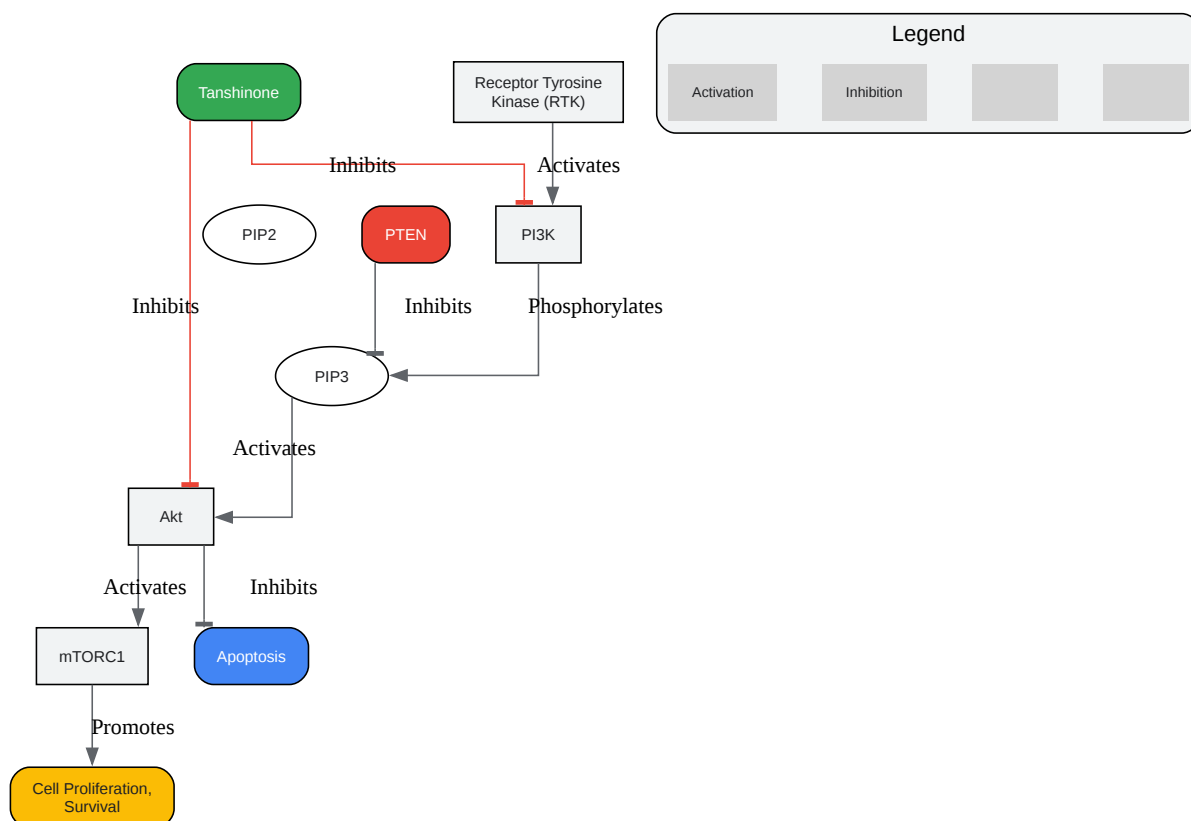 Legend
Tanshinone
Receptor Tyrosine
Kinase (RTK)
Activation
Inhibition
Inhibits
Activates
PIP2
PTEN
PI3K
Inhibits
Inhibits
Phosphorylates
PIP3
Activates
Akt
Activates
Inhibits
mTORC1
Apoptosis
Promotes
Cell Proliferation,
Survival